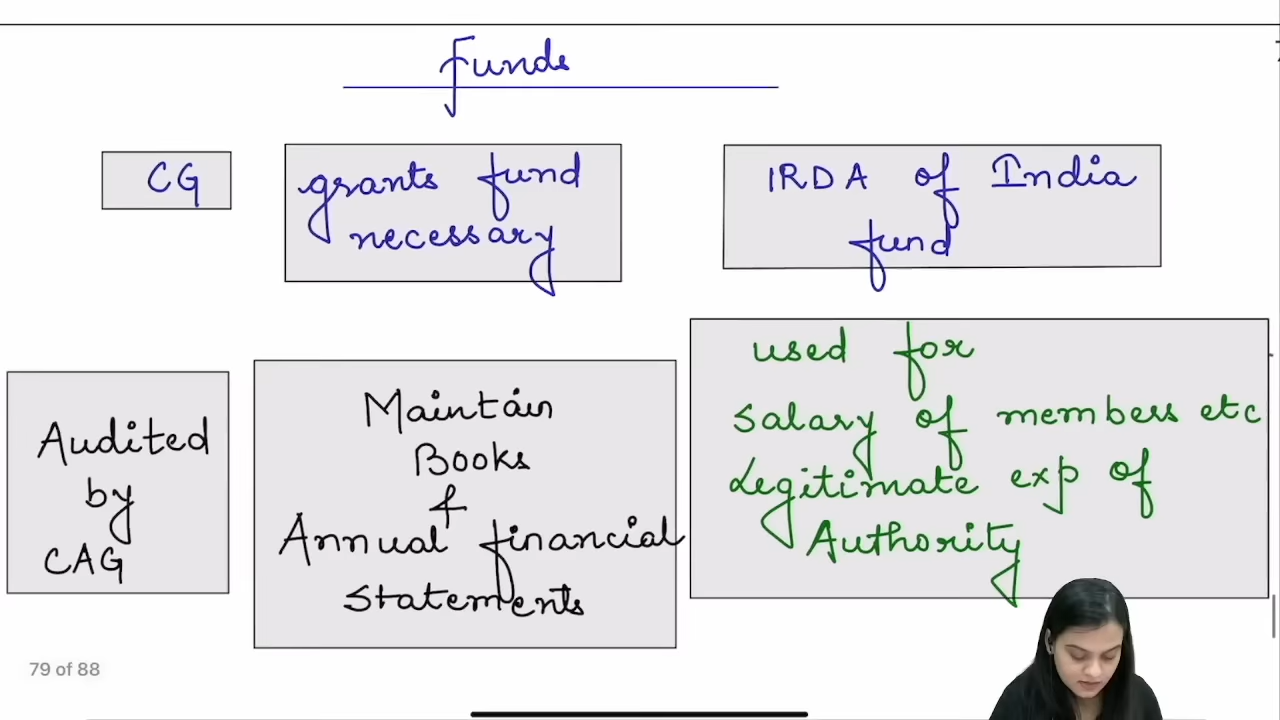 Funds
CG
grants fund
necessary
IRDA of India
fund
used for
Salary of members etc
Legitimate exp of
Authority
Maintain
Books
&
Annual financial
Statements
Audited
by
CAG
79 of 88